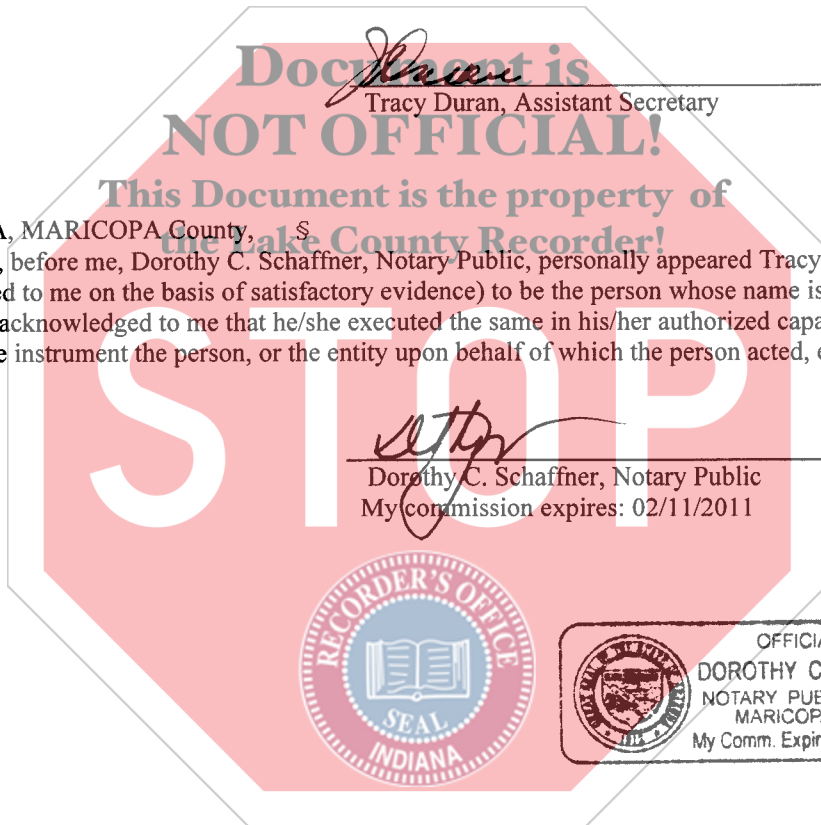 Document is
Tracy Duran, Assistant Secretary
NOT OFFICIAL!
This Document is the property of
A, MARICOPA County, §
the Lake County Recorder!
, before me, Dorothy C. Schaffner, Notary Public, personally appeared Tracy
ed to me on the basis of satisfactory evidence) to be the person whose name is
acknowledged to me that he/she executed the same in his/her authorized capa
e instrument the person, or the entity upon behalf of which the person acted, e
STOP
Dorothy C. Schaffner, Notary Public
My commission expires: 02/11/2011
RECORDER'S OFFICE
SEAL
INDIANA
OFFICIA
DOROTHY C
NOTARY PUB
MARICOP
My Comm. Expir